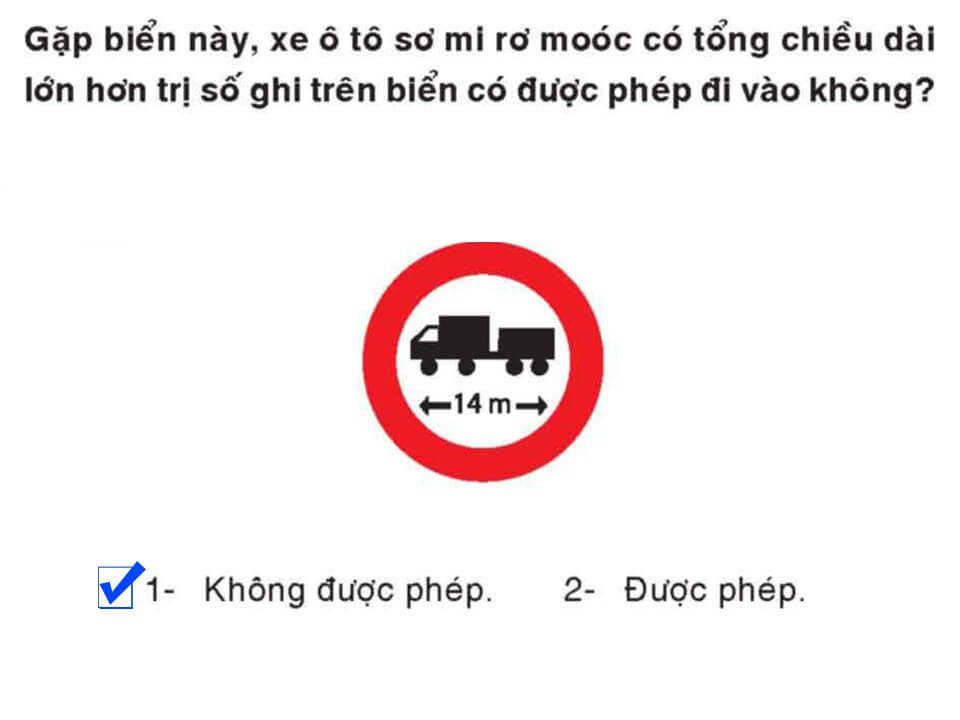 Gặp biển này, xe ô tô sơ mi rơ moóc có tổng chiều dài
lớn hơn trị số ghi trên biển có được phép đi vào không?
14 m
1- Không được phép. 2- Được phép.